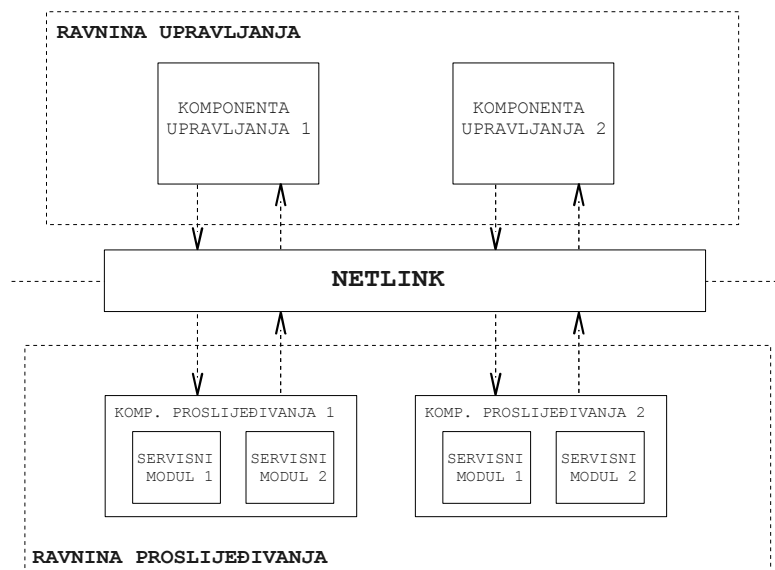 RAVNINA UPRAVLJANJA
KOMPONENTA
UPRAVLJANJA 1
KOMPONENTA
UPRAVLJANJA 2
NETLINK
KOMP. PROSLIJEĐIVANJA 1
SERVISNI
MODUL 1
SERVISNI
MODUL 2
KOMP. PROSLIJEĐIVANJA 2
SERVISNI
MODUL 1
SERVISNI
MODUL 2
RAVNINA PROSLIJEĐIVANJA